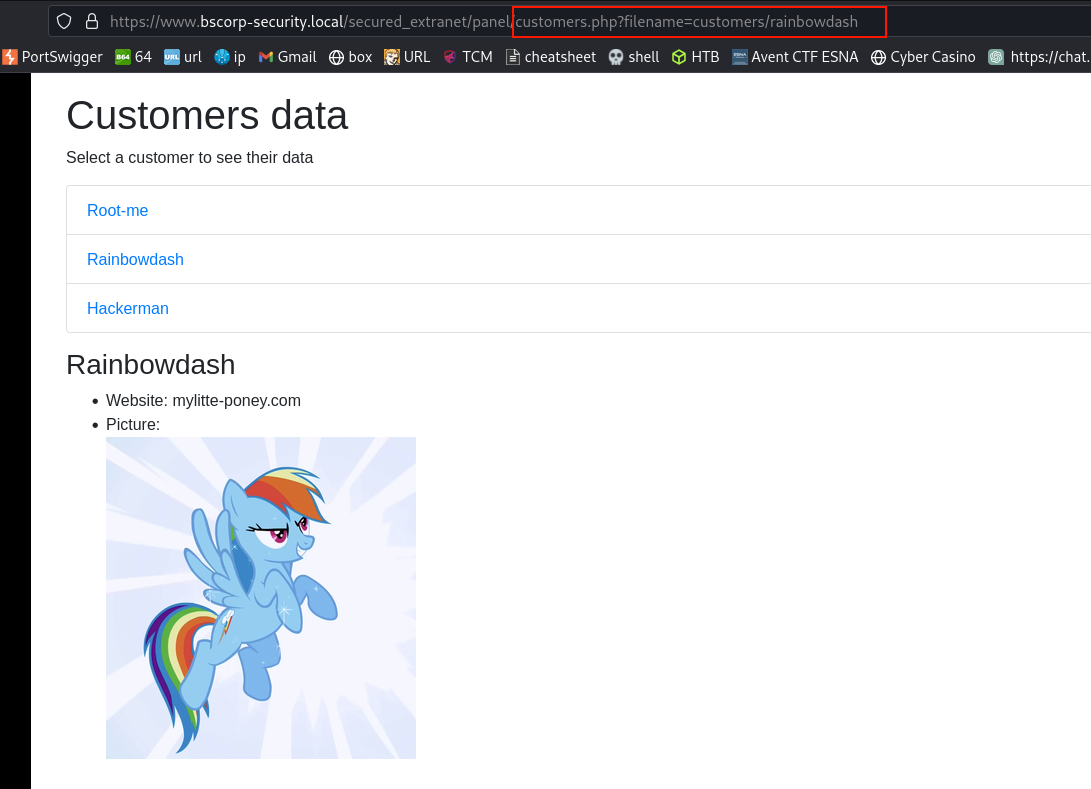 https://www.bscorp-security.local/secured_extranet/panel/customers.php?filename=customers/rainbowdash
PortSwigger 64 url ip Gmail box URL TCM cheatsheet shell HTB Avent CTF ESNA Cyber Casino https://chat.
Customers data
Select a customer to see their data
Root-me
Rainbowdash
Hackerman
Rainbowdash
• Website: mylitte-poney.com
• Picture: